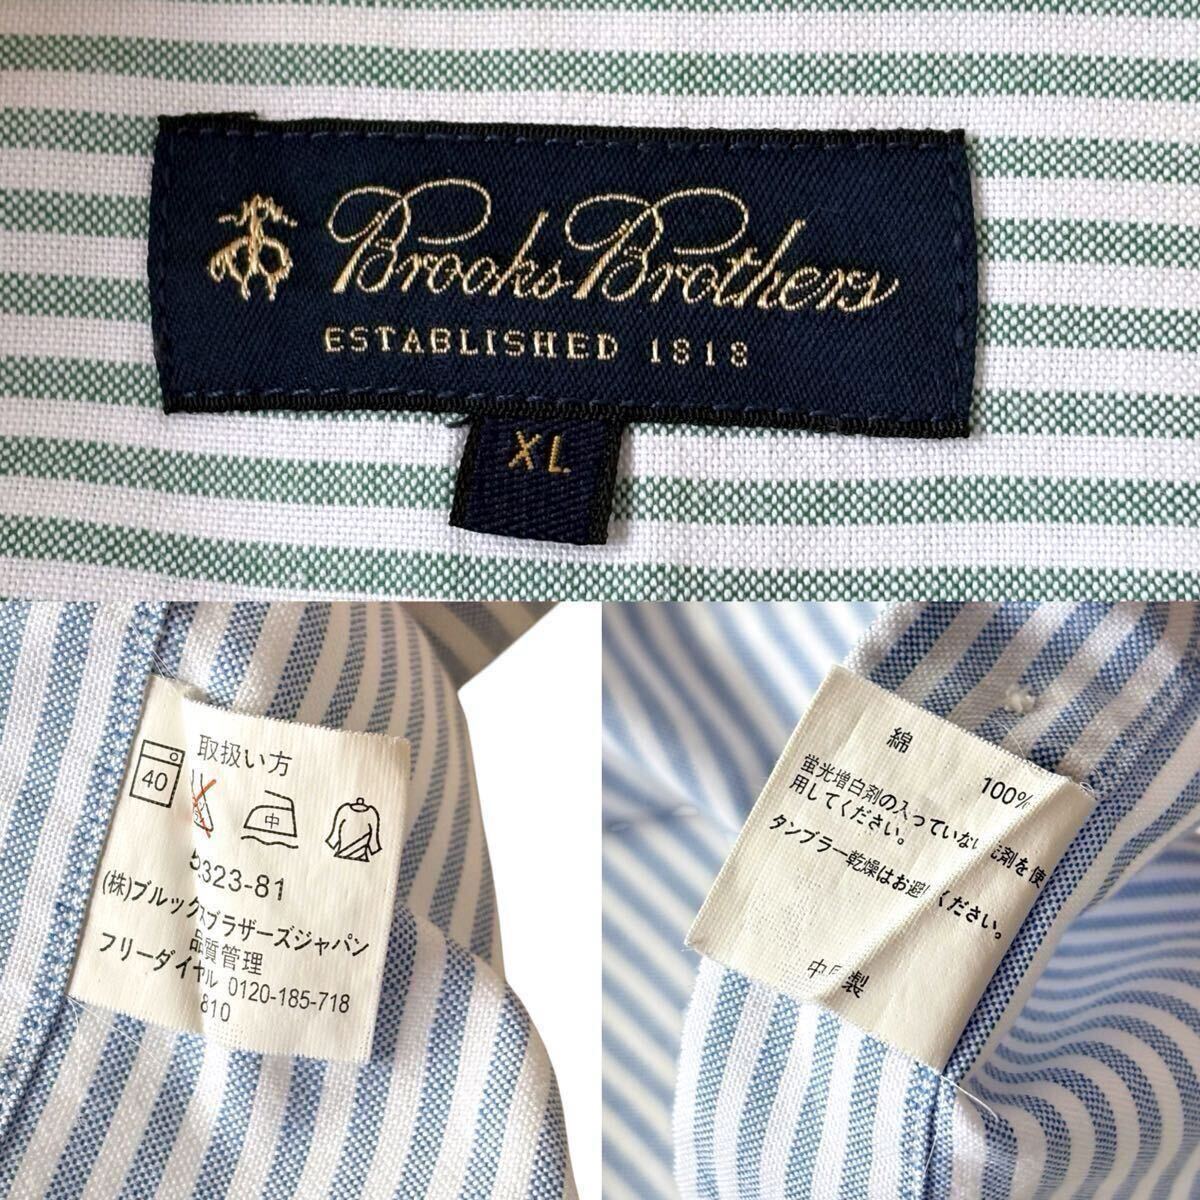 Brooks Brothers
ESTABLISHED 1818
XL
取扱い方
40
中
323-81
(株)ブルックスブラザーズジャパン
品質管理
フリーダイヤル 0120-185-718
810
綿
100%
蛍光増白剤の入っていない洗剤を使
用してください。
タンブラー乾燥はお避けください。
中国製